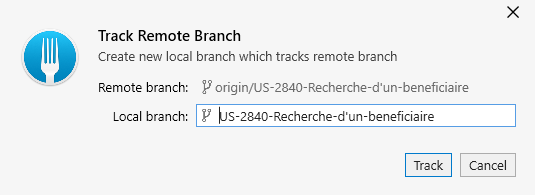 Track Remote Branch
Create new local branch which tracks remote branch
Remote branch: origin/US-2840-Recherche-d'un-beneficiaire
Local branch: US-2840-Recherche-d'un-beneficiaire
Track Cancel